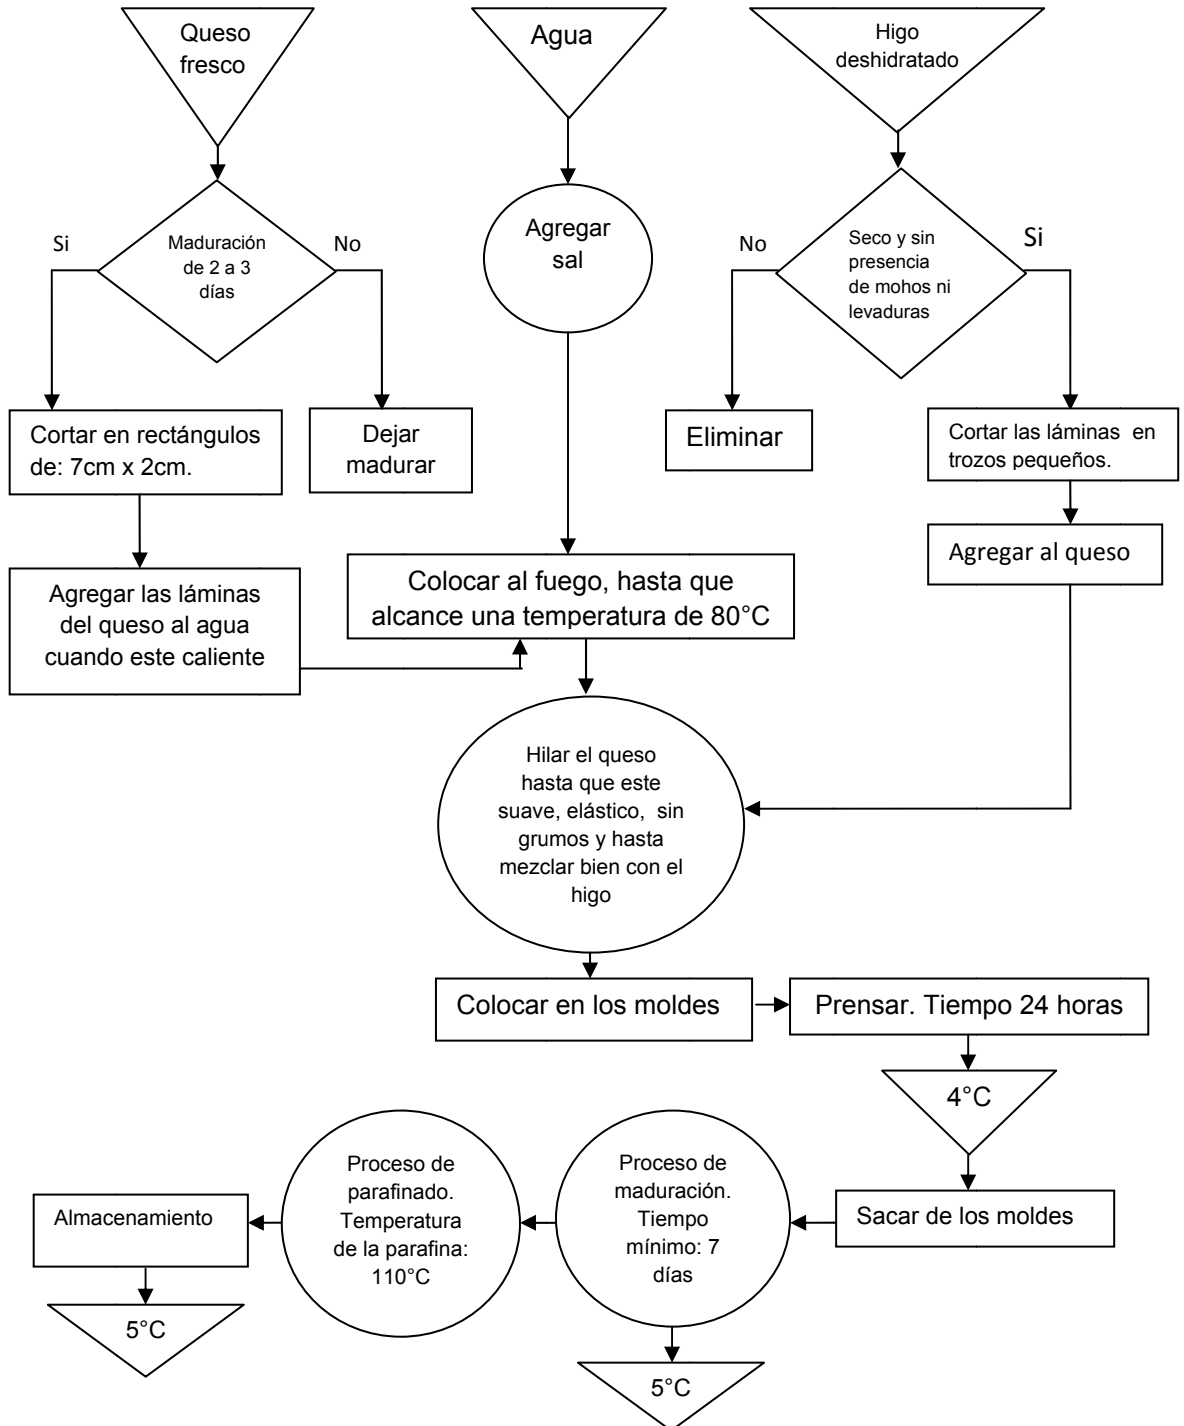 Queso
fresco
Agua
Higo
deshidratado
Si
Maduración
de 2 a 3
días
No
Agregar
sal
No
Seco y sin
presencia
de mohos ni
levaduras
Si
Cortar en rectángulos
de: 7cm x 2cm.
Dejar
madurar
Eliminar
Cortar las láminas en
trozos pequeños.
Agregar al queso
Agregar las láminas
del queso al agua
cuando este caliente
Colocar al fuego, hasta que
alcance una temperatura de 80°C
Hilar el queso
hasta que este
suave, elástico, sin
grumos y hasta
mezclar bien con el
higo
Colocar en los moldes
Prensar. Tiempo 24 horas
4°C
Sacar de los moldes
Proceso de
maduración.
Tiempo
mínimo: 7
días
5°C
Proceso de
parafinado.
Temperatura
de la parafina:
110°C
Almacenamiento
5°C